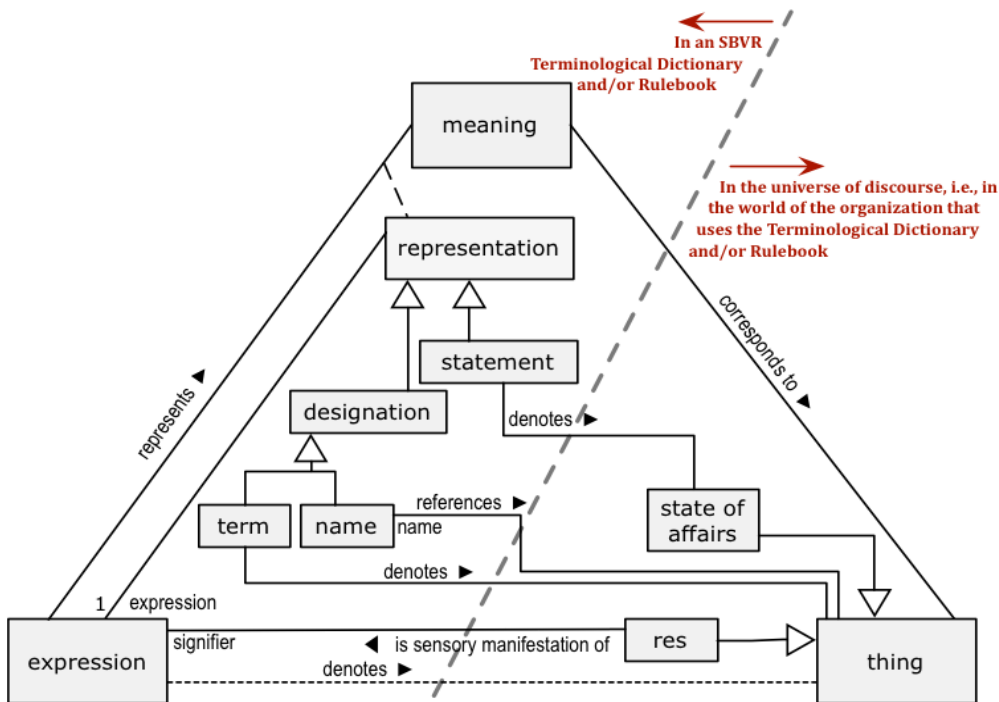 In an SBVR
Terminological Dictionary
and/or Rulebook
meaning
In the universe of discourse, i.e., in
the world of the organization that
uses the Terminological Dictionary
and/or Rulebook
representation
corresponds to ►
statement
represents ►
designation
denotes ►
references ►
term
name
name
state of
affairs
denotes ►
1
expression
expression
signifier
◄ is sensory manifestation of
res
thing
denotes ►